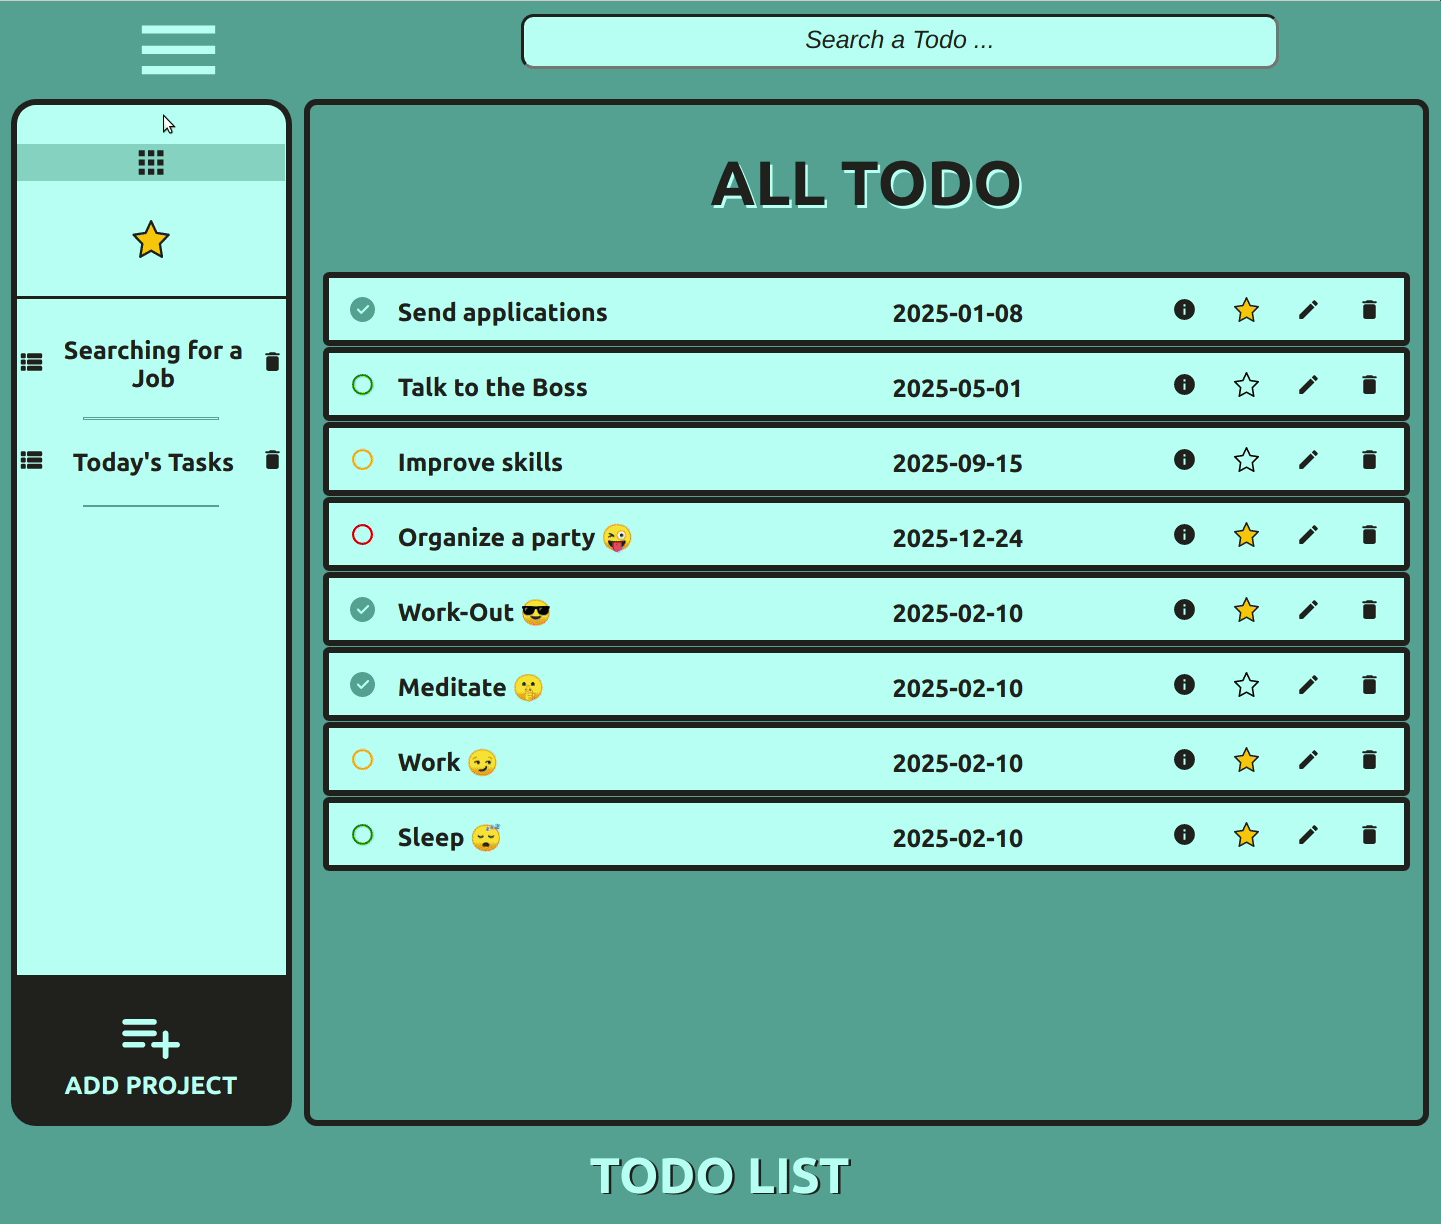 Search a Todo ...
ALL TODO
Searching for a
Job
Today's Tasks
ADD PROJECT
Send applications 2025-01-08
Talk to the Boss 2025-05-01
Improve skills 2025-09-15
Organize a party 😜 2025-12-24
Work-Out 😎 2025-02-10
Meditate 🤫 2025-02-10
Work 😏 2025-02-10
Sleep 😴 2025-02-10
TODO LIST